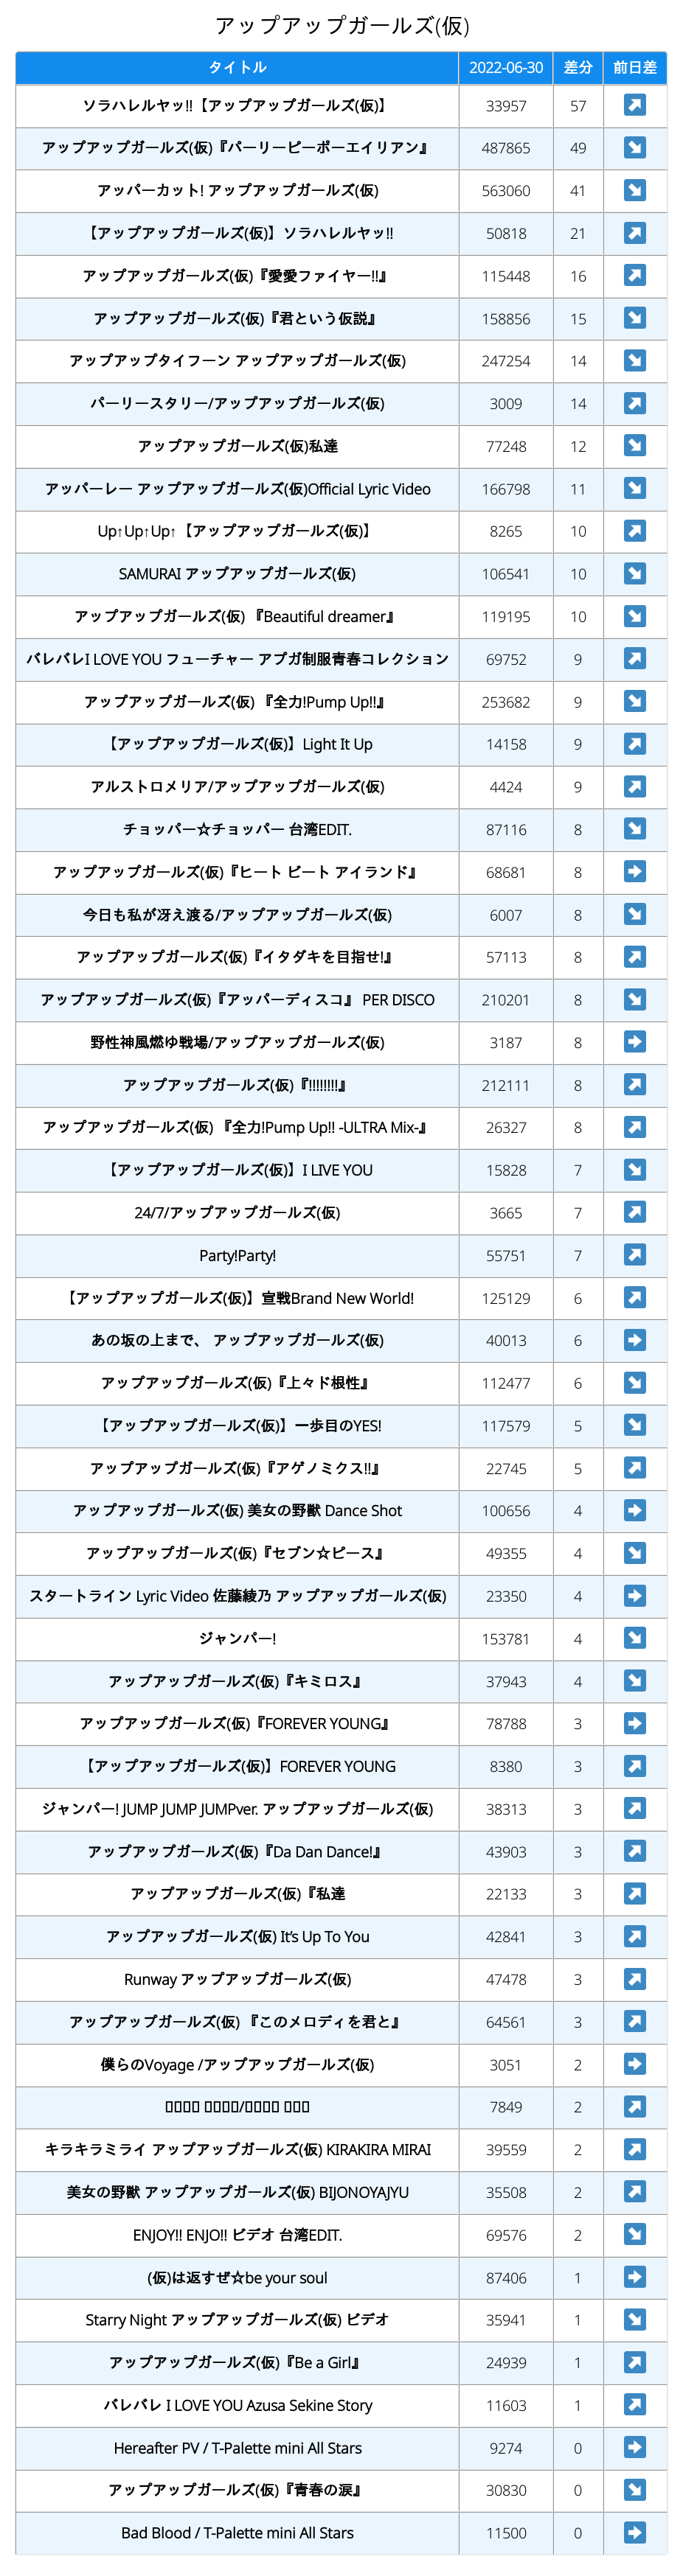 アップアップガールズ(仮)
タイトル 2022-06-30 差分 前日差
ソラハレルヤッ!!【アップアップガールズ(仮)】 33957 57
アップアップガールズ(仮)『パーリーピーポーエイリアン』 487865 49
アッパーカット! アップアップガールズ(仮) 563060 41
【アップアップガールズ(仮)】ソラハレルヤッ!! 50818 21
アップアップガールズ(仮)『愛愛ファイヤー!!』 115448 16
アップアップガールズ(仮)『君という仮説』 158856 15
アップアップタイフーン アップアップガールズ(仮) 247254 14
パーリースタリー/アップアップガールズ(仮) 3009 14
アップアップガールズ(仮)私達 77248 12
アッパーレー アップアップガールズ(仮)Official Lyric Video 166798 11
Up↑Up↑Up↑【アップアップガールズ(仮)】 8265 10
SAMURAI アップアップガールズ(仮) 106541 10
アップアップガールズ(仮) 『Beautiful dreamer』 119195 10
バレバレI LOVE YOU フューチャー アプガ制服青春コレクション 69752 9
アップアップガールズ(仮) 『全力!Pump Up!!』 253682 9
【アップアップガールズ(仮)】Light It Up 14158 9
アルストロメリア/アップアップガールズ(仮) 4424 9
チョッパー☆チョッパー 台湾EDIT. 87116 8
アップアップガールズ(仮)『ヒート ビート アイランド』 68681 8
今日も私が冴え渡る/アップアップガールズ(仮) 6007 8
アップアップガールズ(仮)『イタダキを目指せ!』 57113 8
アップアップガールズ(仮)『アッパーディスコ』 PER DISCO 210201 8
野性神風燃ゆ戦場/アップアップガールズ(仮) 3187 8
アップアップガールズ(仮)『!!!!!!!!』 212111 8
アップアップガールズ(仮) 『全力!Pump Up!! -ULTRA Mix-』 26327 8
【アップアップガールズ(仮)】I LIVE YOU 15828 7
24/7/アップアップガールズ(仮) 3665 7
Party!Party! 55751 7
【アップアップガールズ(仮)】宣戦Brand New World! 125129 6
あの坂の上まで、 アップアップガールズ(仮) 40013 6
アップアップガールズ(仮)『上々ド根性』 112477 6
【アップアップガールズ(仮)】一歩目のYES! 117579 5
アップアップガールズ(仮)『アゲノミクス!!』 22745 5
アップアップガールズ(仮) 美女の野獣 Dance Shot 100656 4
アップアップガールズ(仮)『セブン☆ピース』 49355 4
スタートライン Lyric Video 佐藤綾乃 アップアップガールズ(仮) 23350 4
ジャンパー! 153781 4
アップアップガールズ(仮)『キミロス』 37943 4
アップアップガールズ(仮)『FOREVER YOUNG』 78788 3
【アップアップガールズ(仮)】FOREVER YOUNG 8380 3
ジャンパー! JUMP JUMP JUMPver. アップアップガールズ(仮) 38313 3
アップアップガールズ(仮)『Da Dan Dance!』 43903 3
アップアップガールズ(仮)『私達 22133 3
アップアップガールズ(仮) It's Up To You 42841 3
Runway アップアップガールズ(仮) 47478 3
アップアップガールズ(仮) 『このメロディを君と』 64561 3
僕らのVoyage /アップアップガールズ(仮) 3051 2
7849 2
キラキラミライ アップアップガールズ(仮) KIRAKIRA MIRAI 39559 2
美女の野獣 アップアップガールズ(仮) BIJONOYAJYU 35508 2
ENJOY!! ENJO!! ビデオ 台湾EDIT. 69576 2
(仮)は返すぜ☆be your soul 87406 1
Starry Night アップアップガールズ(仮) ビデオ 35941 1
アップアップガールズ(仮)『Be a Girl』 24939 1
バレバレ I LOVE YOU Azusa Sekine Story 11603 1
Hereafter PV / T-Palette mini All Stars 9274 0
アップアップガールズ(仮)『青春の涙』 30830 0
Bad Blood / T-Palette mini All Stars 11500 0